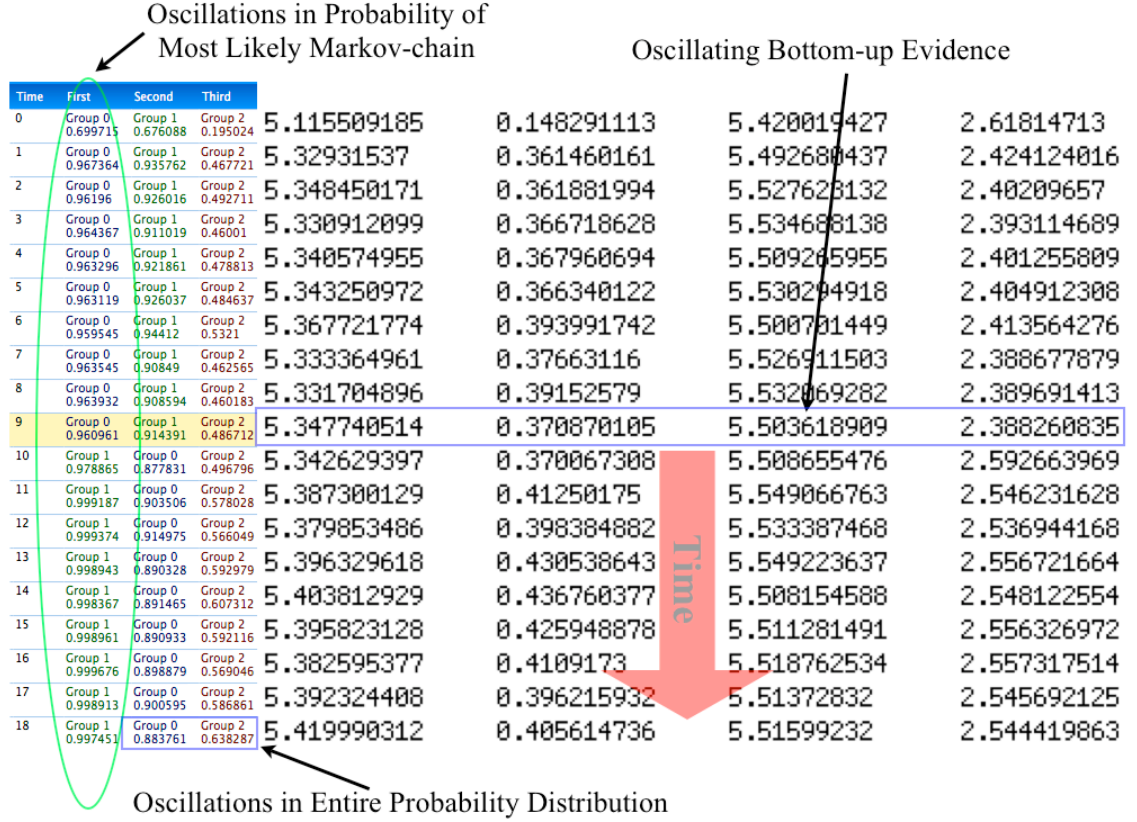 Oscillations in Probability of
Most Likely Markov-chain
Oscillating Bottom-up Evidence
Time First Second Third
0 Group 0 Group 1 Group 2
0.699715 0.676088 0.195024 5.115509185 0.148291113 5.420019427 2.61814713
1 Group 0 Group 1 Group 2
0.967364 0.935762 0.467721 5.32931537 0.361460161 5.492680437 2.424124016
2 Group 0 Group 1 Group 2
0.96196 0.926016 0.492711 5.348450171 0.361881994 5.527623132 2.40209657
3 Group 0 Group 1 Group 2
0.964367 0.911019 0.46001 5.330912099 0.366718628 5.534688138 2.393114689
4 Group 0 Group 1 Group 2
0.963296 0.921861 0.478813 5.340574955 0.367960694 5.509265955 2.401255809
5 Group 0 Group 1 Group 2
0.963119 0.926037 0.484637 5.343250972 0.366340122 5.530294918 2.404912308
6 Group 0 Group 1 Group 2
0.959545 0.94412 0.5321 5.367721774 0.393991742 5.500701449 2.413564276
7 Group 0 Group 1 Group 2
0.963545 0.90849 0.462565 5.333364961 0.37663116 5.526911503 2.388677879
8 Group 0 Group 1 Group 2
0.963932 0.908594 0.460183 5.331704896 0.39152579 5.532069282 2.389691413
9 Group 0 Group 1 Group 2
0.960961 0.914391 0.486712 5.347740514 0.370870105 5.503618909 2.388260835
10 Group 1 Group 0 Group 2
0.978865 0.877831 0.496796 5.342629397 0.370067308 5.508655476 2.592663969
11 Group 1 Group 0 Group 2
0.999187 0.903506 0.578028 5.387300129 0.41250175 5.549066763 2.546231628
12 Group 1 Group 0 Group 2
0.999374 0.914975 0.566049 5.379853486 0.398384882 5.533387468 2.536944168
13 Group 1 Group 0 Group 2
0.998943 0.890328 0.592979 5.396329618 0.430538643 5.549223637 2.556721664
14 Group 1 Group 0 Group 2
0.998367 0.891465 0.607312 5.403812929 0.436760377 5.508154588 2.548122554
15 Group 1 Group 0 Group 2
0.998961 0.890933 0.592116 5.395823128 0.425948878 5.511281491 2.556326972
16 Group 1 Group 0 Group 2
0.999676 0.898879 0.569046 5.382595377 0.4109173 5.518762534 2.557317514
17 Group 1 Group 0 Group 2
0.998913 0.900595 0.586861 5.392324408 0.396215932 5.51372832 2.545692125
18 Group 1 Group 0 Group 2
0.997451 0.883761 0.638287 5.419990312 0.405614736 5.51599232 2.544419863
Time
Oscillations in Entire Probability Distribution